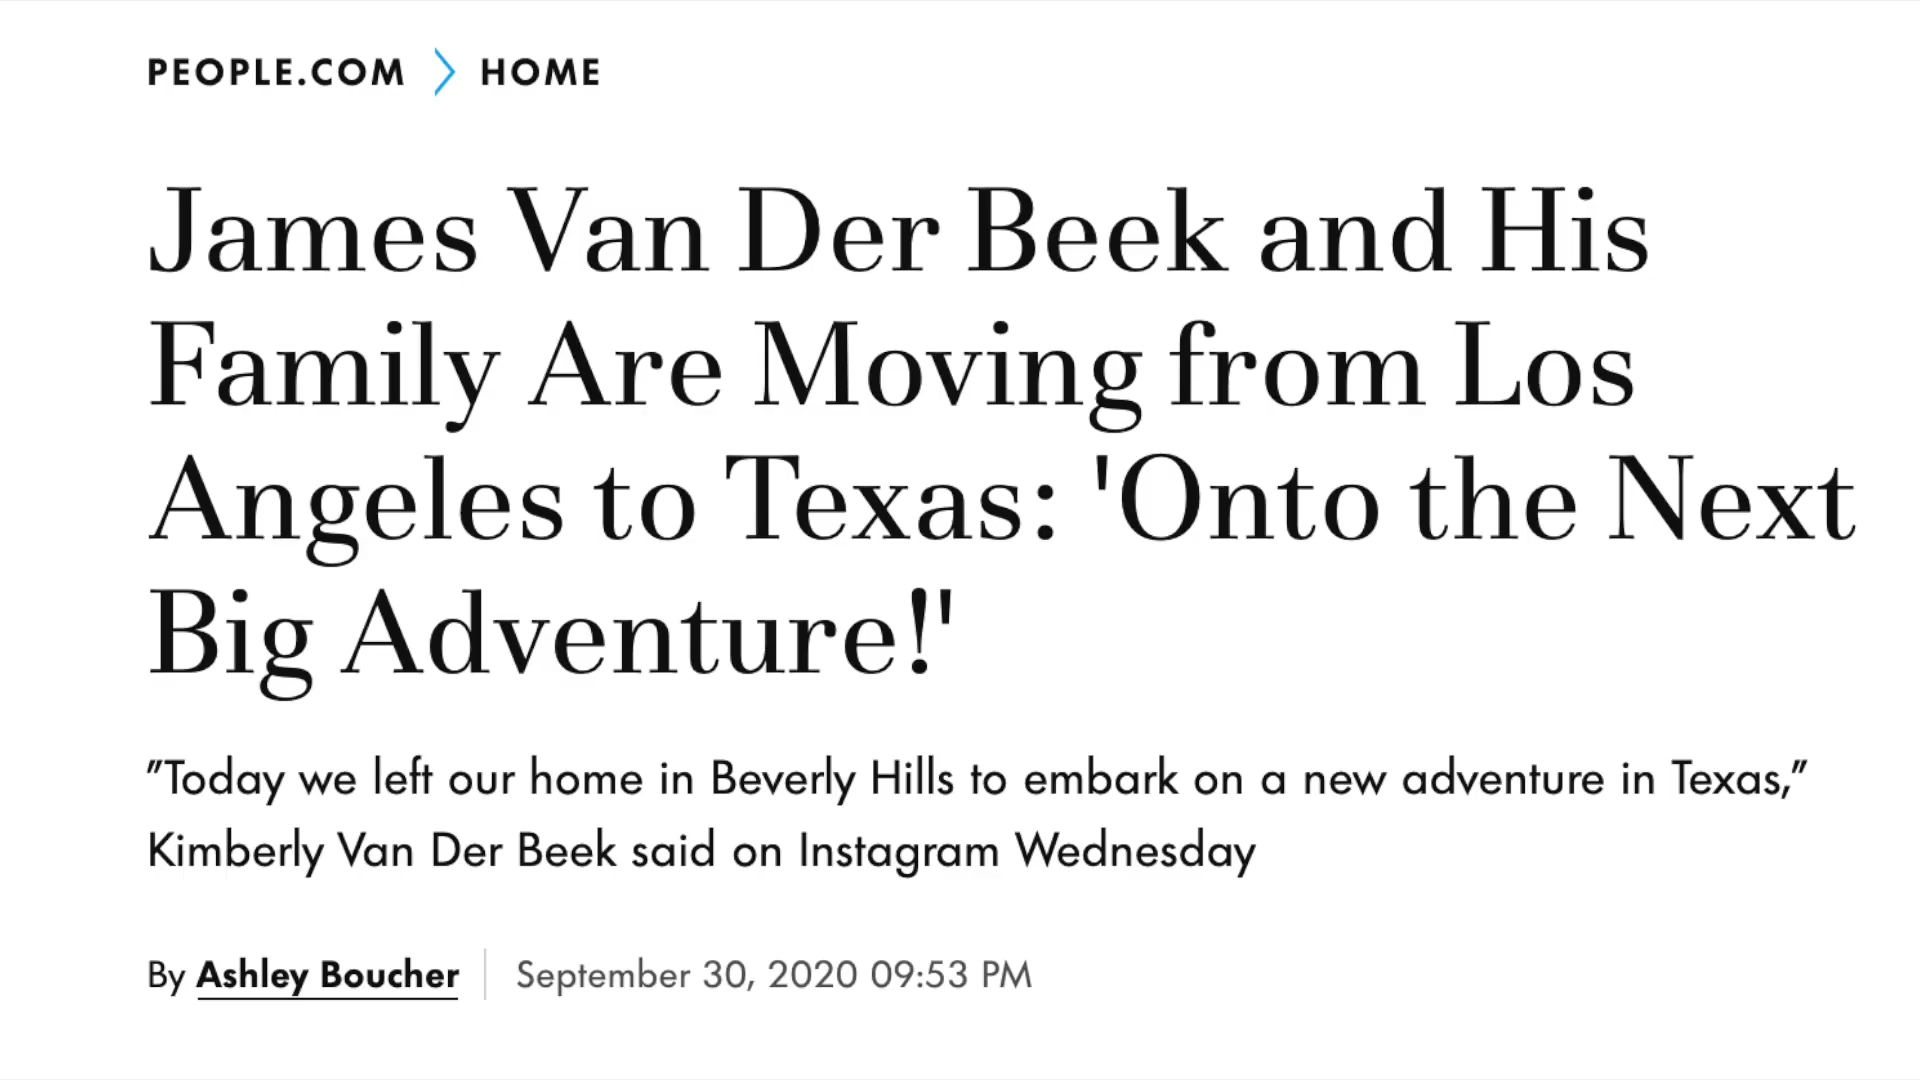 PEOPLE.COM > HOME
James Van Der Beek and His
Family Are Moving from Los
Angeles to Texas: 'Onto the Next
Big Adventure!'
"Today we left our home in Beverly Hills to embark on a new adventure in Texas,"
Kimberly Van Der Beek said on Instagram Wednesday
By Ashley Boucher | September 30, 2020 09:53 PM